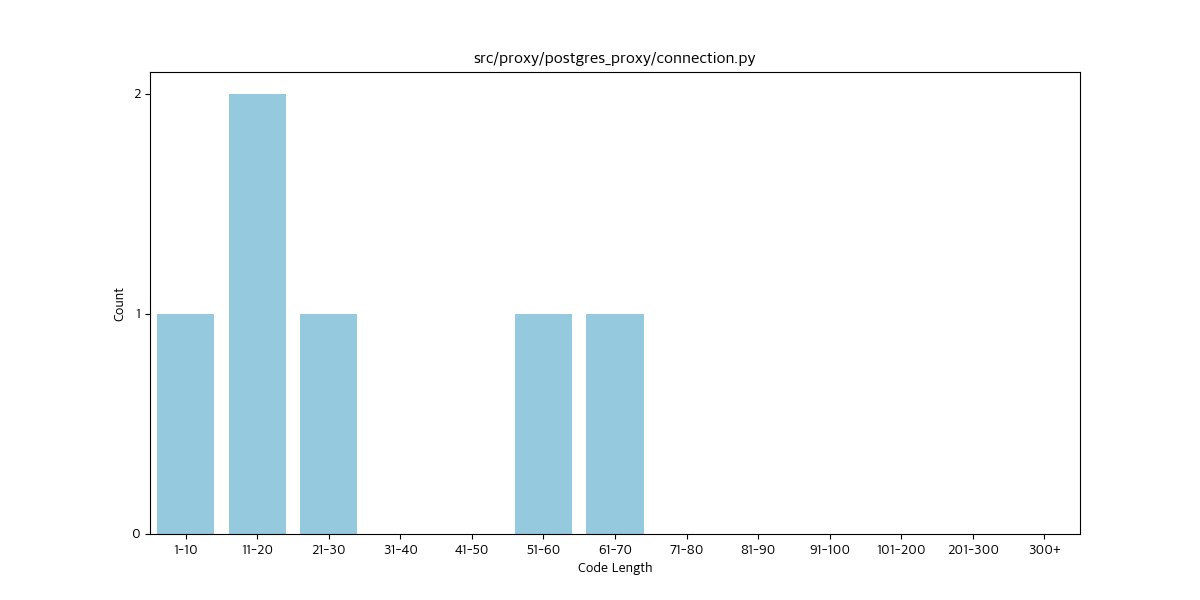 src/proxy/postgres_proxy/connection.py
2
1
0
Count
1-10 11-20 21-30 31-40 41-50 51-60 61-70 71-80 81-90 91-100 101-200 201-300 300+
Code Length